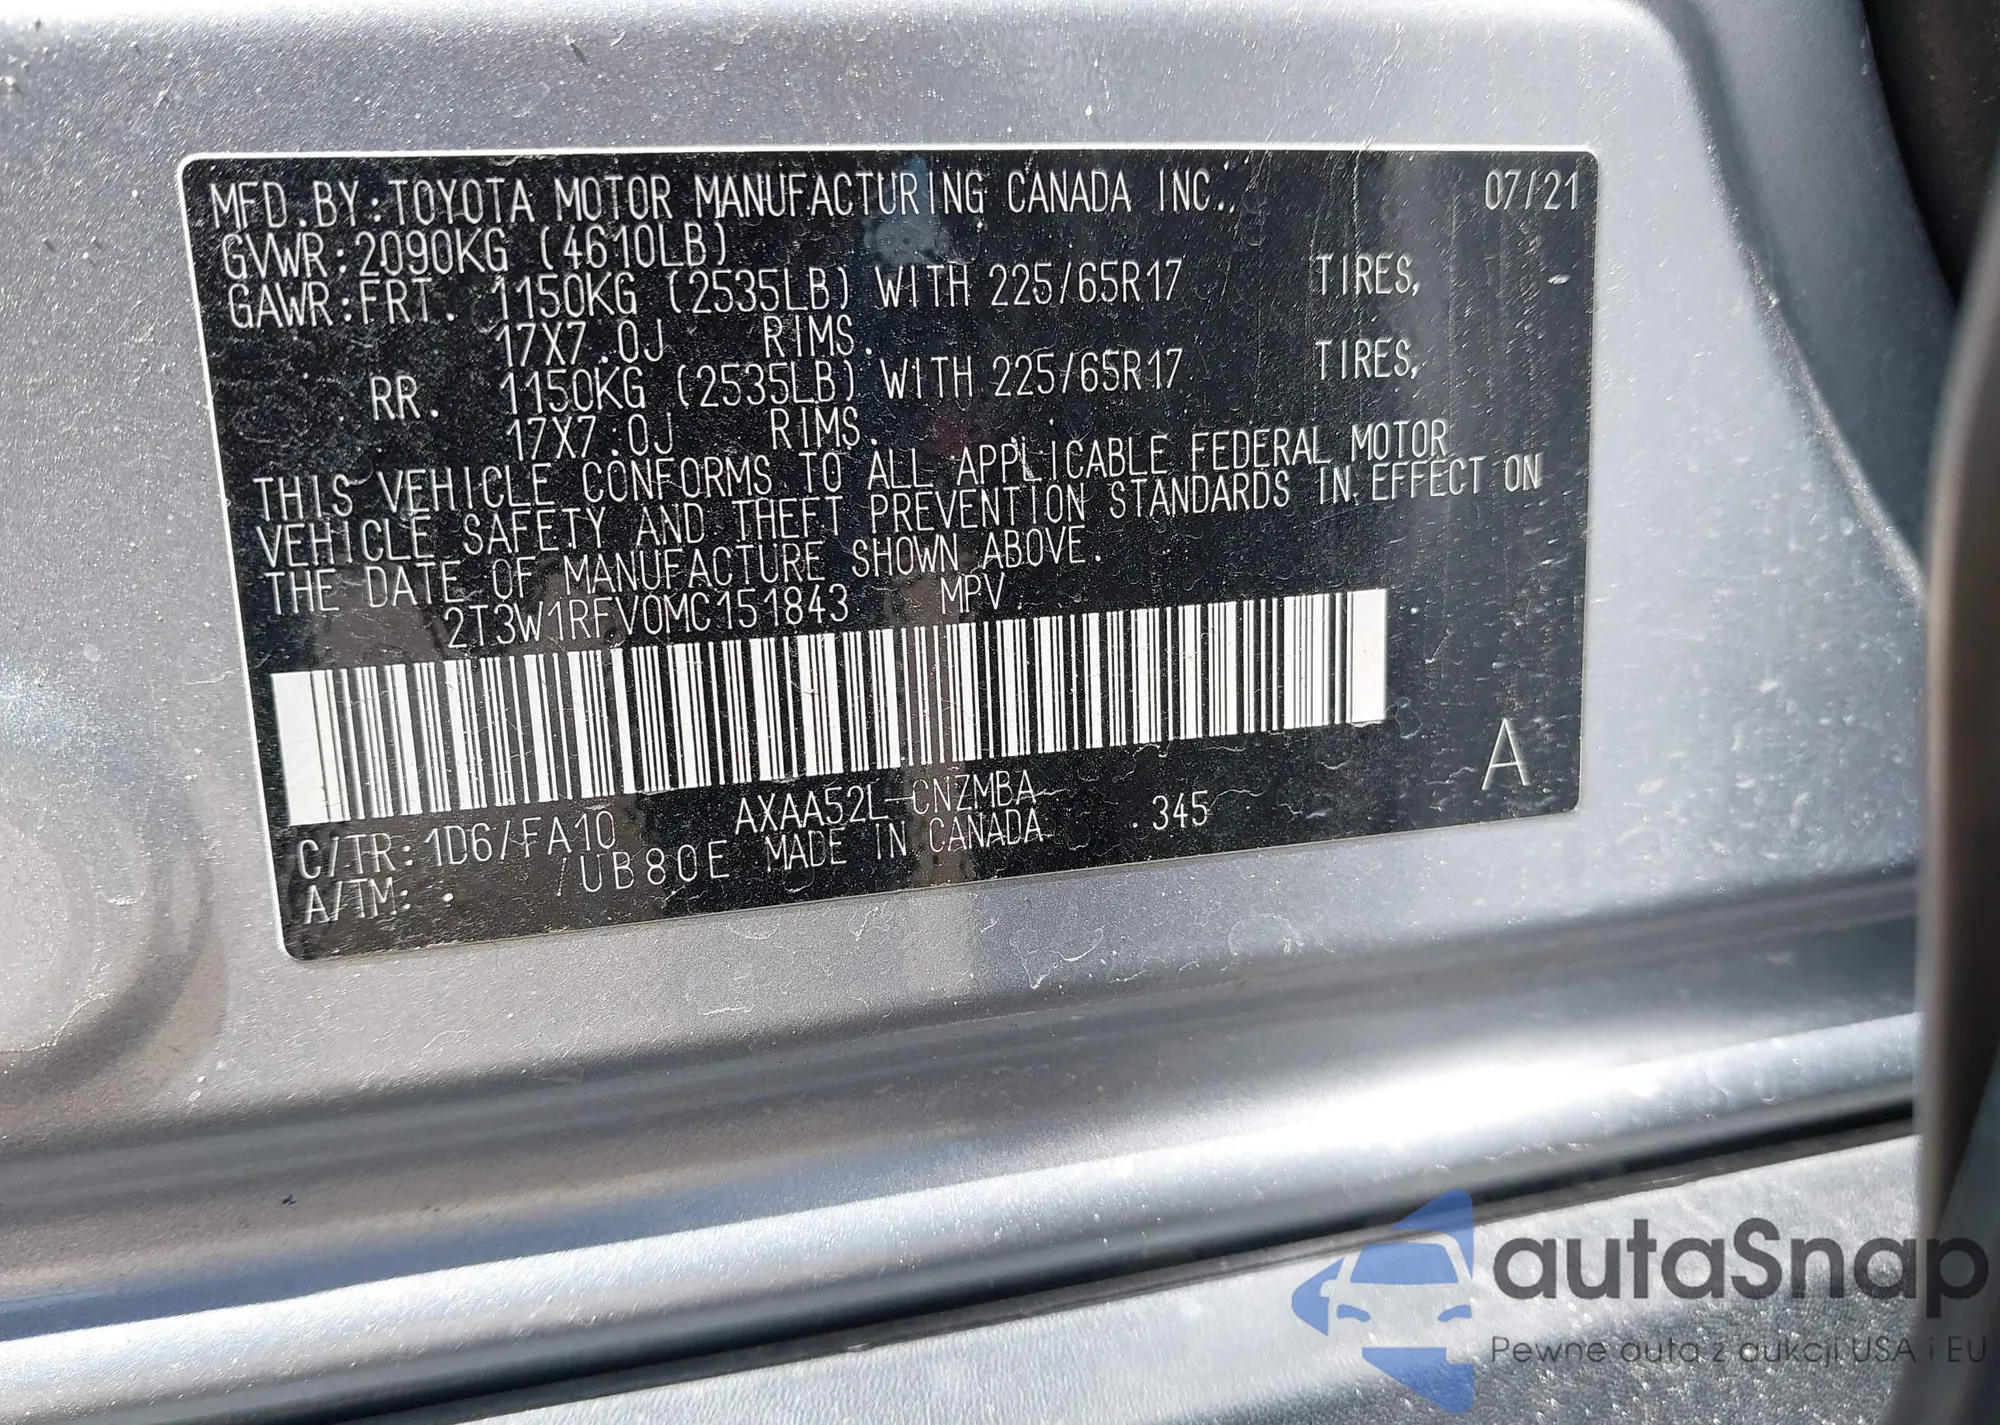 MFD.BY:TOYOTA MOTOR MANUFACTURING CANADA INC., 07/21
GVWR:2090KG (4610LB)
GAWR:FRT. 1150KG (2535LB) WITH 225/65R17 TIRES,
17X7.0J RIMS.
RR. 1150KG (2535LB) WITH 225/65R17 TIRES,
17X7.0J RIMS.
THIS VEHICLE CONFORMS TO ALL APPLICABLE FEDERAL MOTOR
VEHICLE SAFETY AND THEFT PREVENTION STANDARDS IN EFFECT ON
THE DATE OF MANUFACTURE SHOWN ABOVE.
2T3W1RFV0MC151843 MPV
A
AXAA52L-CNZMBA 345
C/TR:1D6/FA10 MADE IN CANADA
A/TM: /UB80E
autaSnap
Pewne auta z aukcji USA i EU